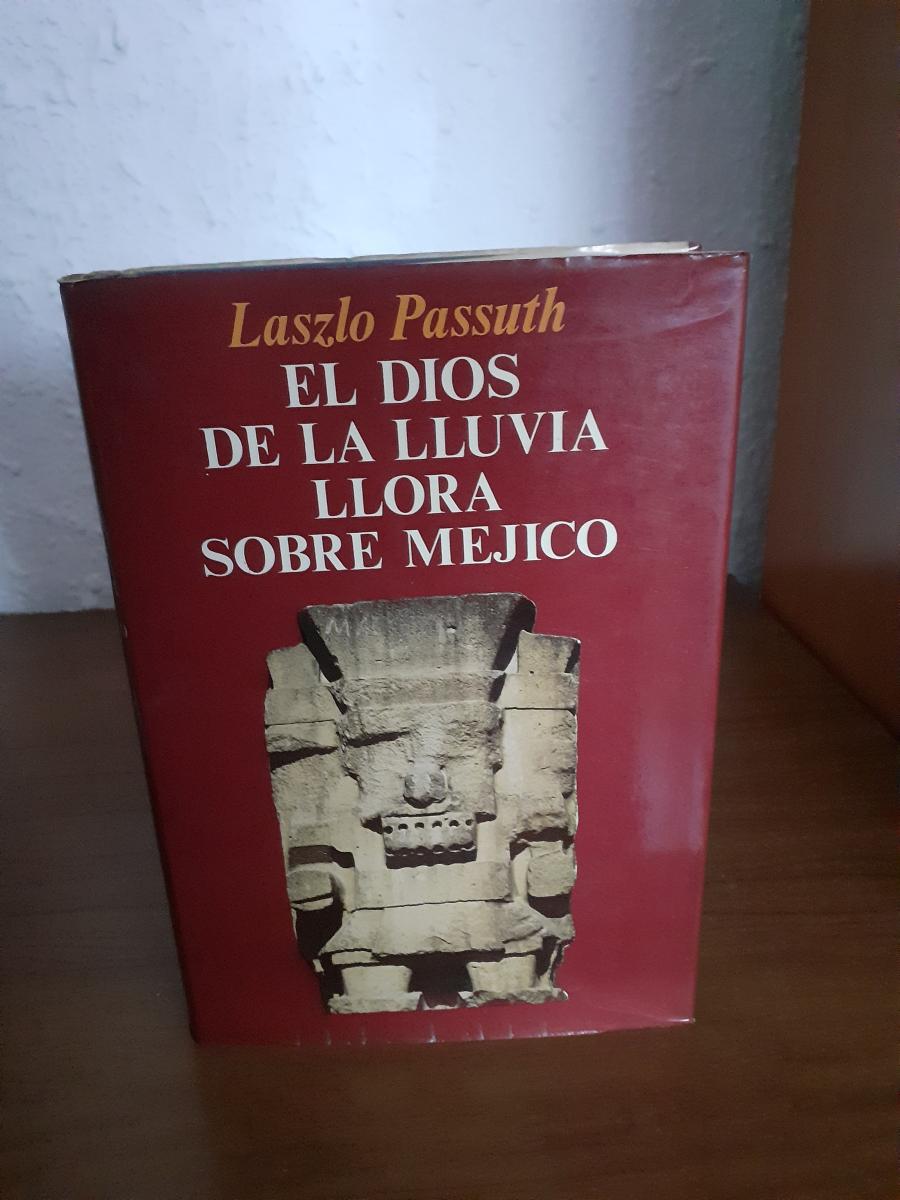 Laszlo Passuth
EL DIOS
DE LA LLUVIA
LLORA
SOBRE MEJICO